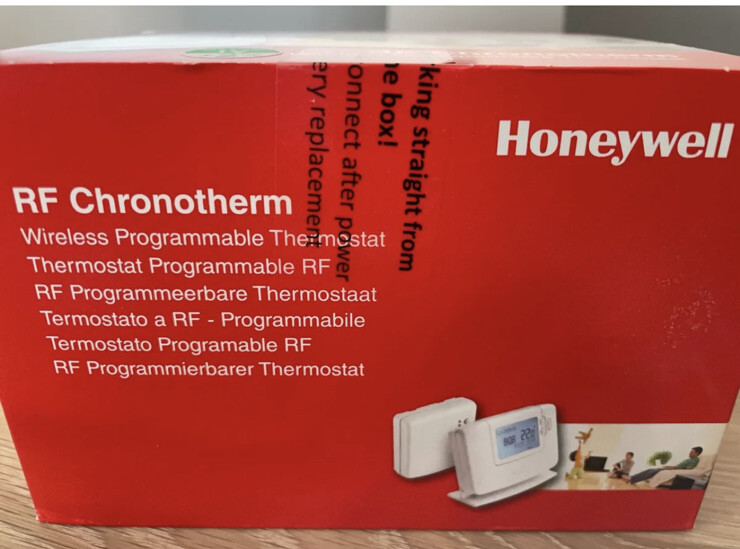 Honeywell
RF Chronotherm
Wireless Programmable Thermostat
Thermostat Programmable RF
RF Programmeerbare Thermostaat
Termostato a RF - Programmabile
Termostato Programable RF
RF Programmierbarer Thermostat
king straight from
e box!
onnect after power
ery replacement